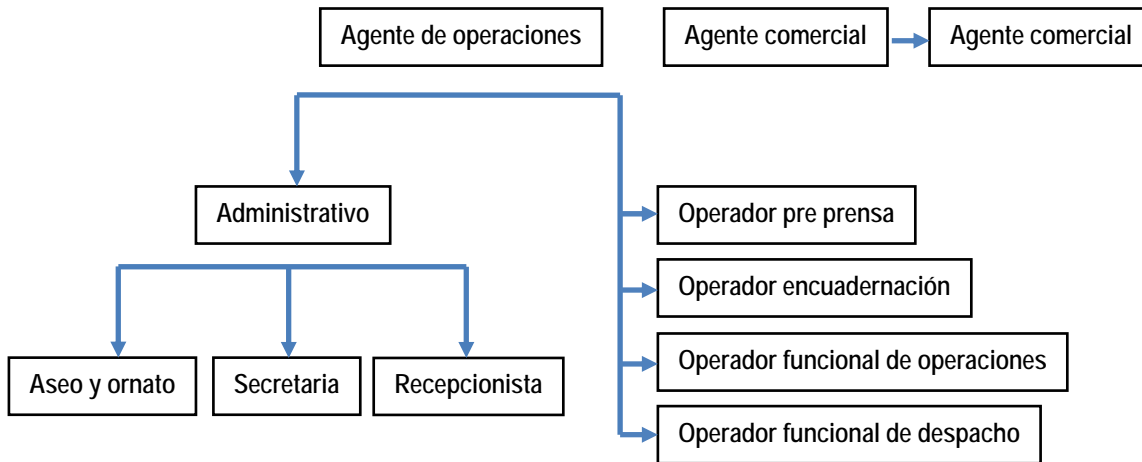 Agente de operaciones
Agente comercial
Agente comercial
Administrativo
Operador pre prensa
Operador encuadernación
Operador funcional de operaciones
Aseo y ornato
Secretaria
Recepcionista
Operador funcional de despacho